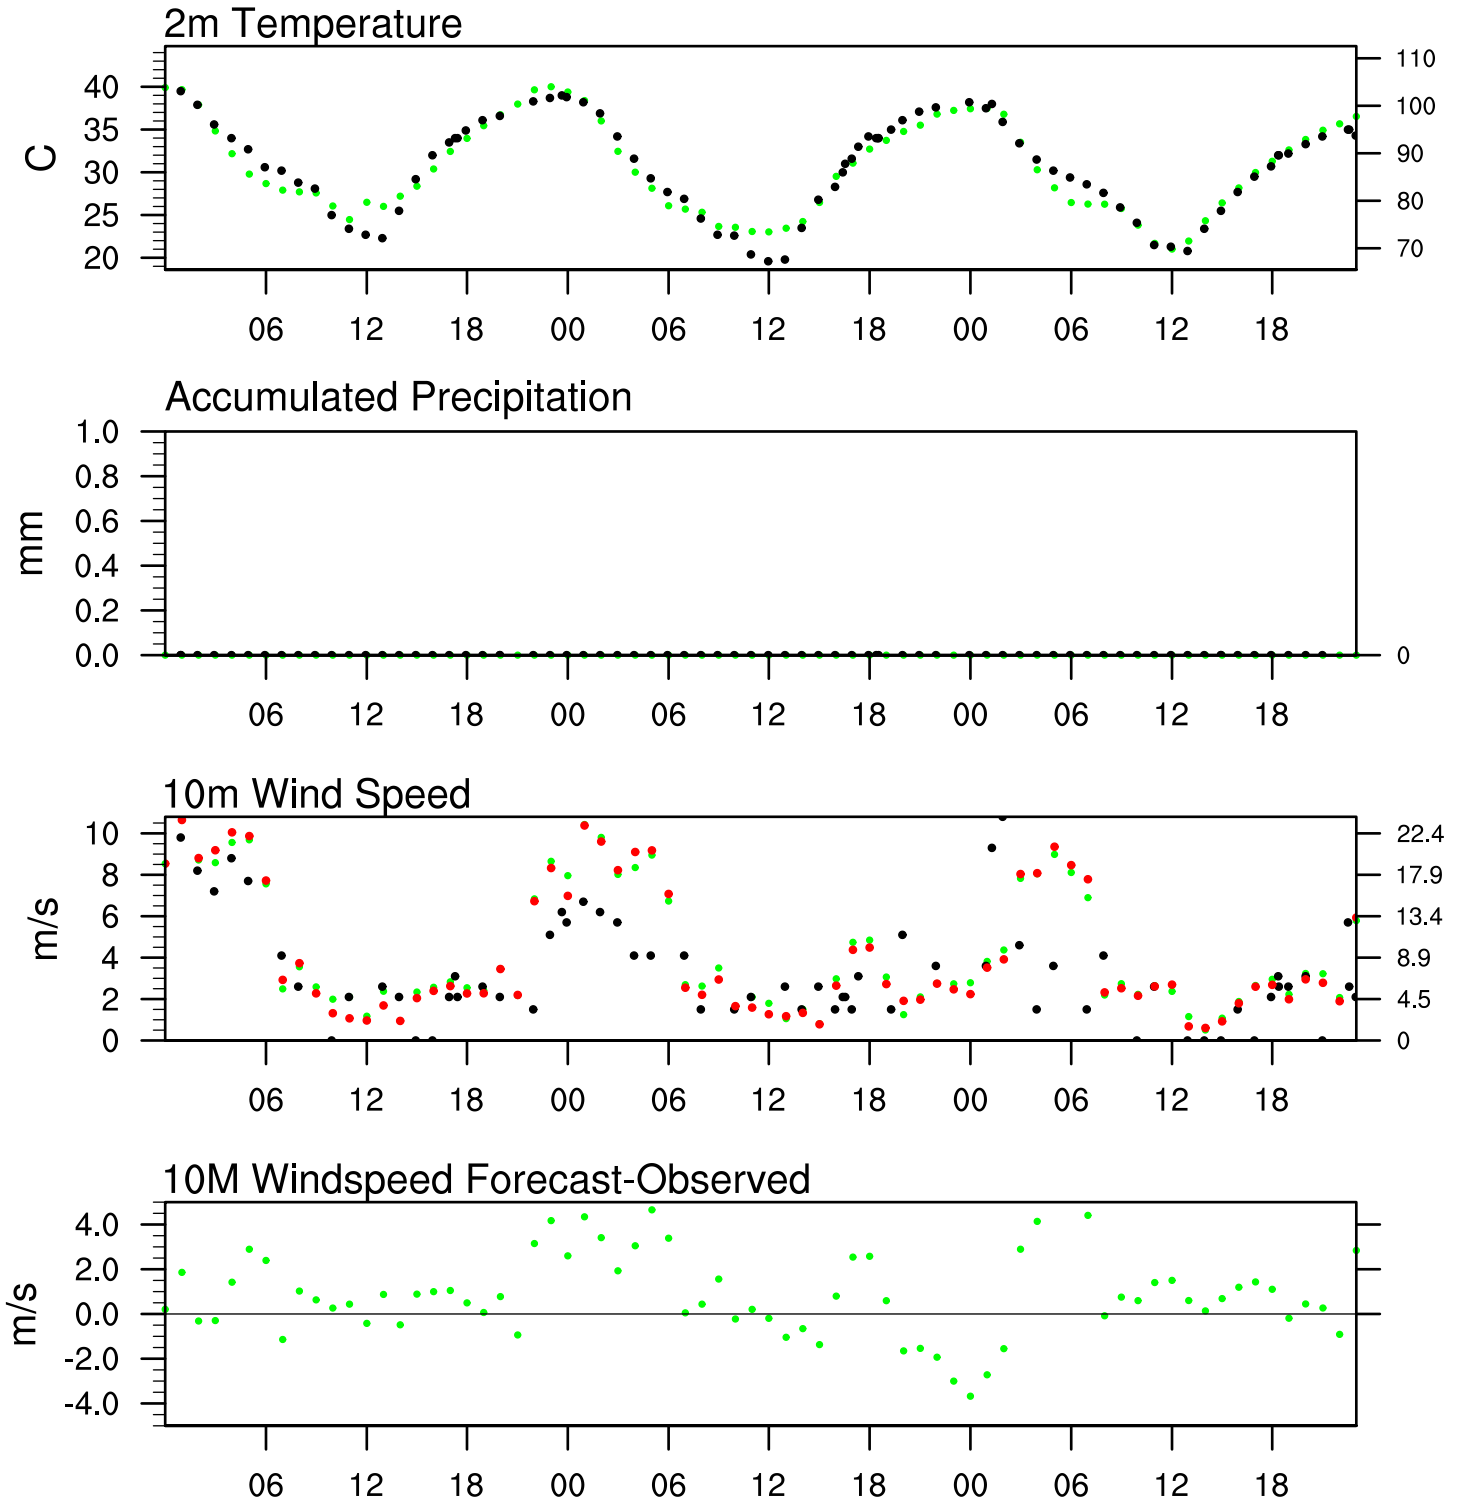 2m Temperature
40
35
30
25
20
C
110
100
90
80
70
06 12 18 00 06 12 18 00 06 12 18
Accumulated Precipitation
1.0
0.8
0.6
0.4
0.2
0.0
mm
0
06 12 18 00 06 12 18 00 06 12 18
10m Wind Speed
10
8
6
4
2
0
m/s
22.4
17.9
13.4
8.9
4.5
0
06 12 18 00 06 12 18 00 06 12 18
10M Windspeed Forecast-Observed
4.0
2.0
0.0
-2.0
-4.0
m/s
06 12 18 00 06 12 18 00 06 12 18